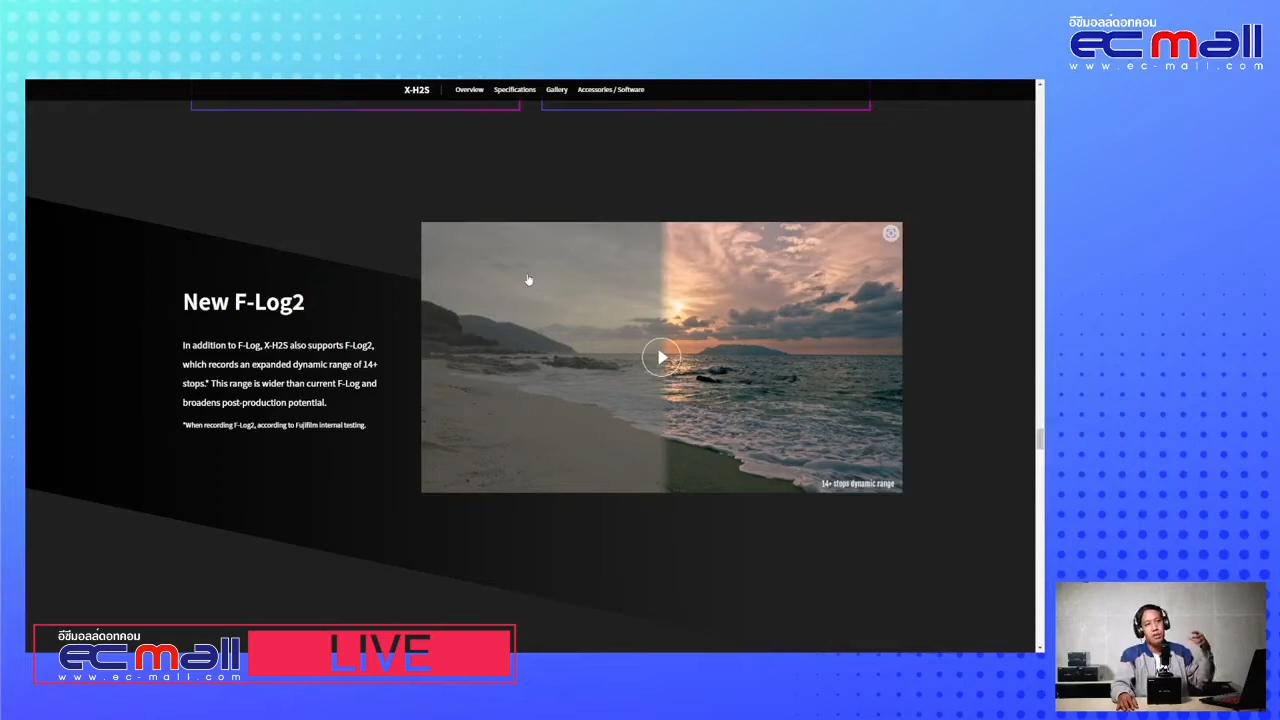 อีซีมอลล์ดอทคอม
ec mall
www.ec-mall.com
X-H2S
Overview
Specifications
Gallery
Accessories / Software
New F-Log2
In addition to F-Log, X-H2S also supports F-Log2,
which records an expanded dynamic range of 14+
stops.* This range is wider than current F-Log and
broadens post-production potential.
*When recording F-Log2, according to Fujifilm internal testing.
14+ stops dynamic range
อีซีมอลล์ดอทคอม
ec mall
www.ec-mall.com
LIVE